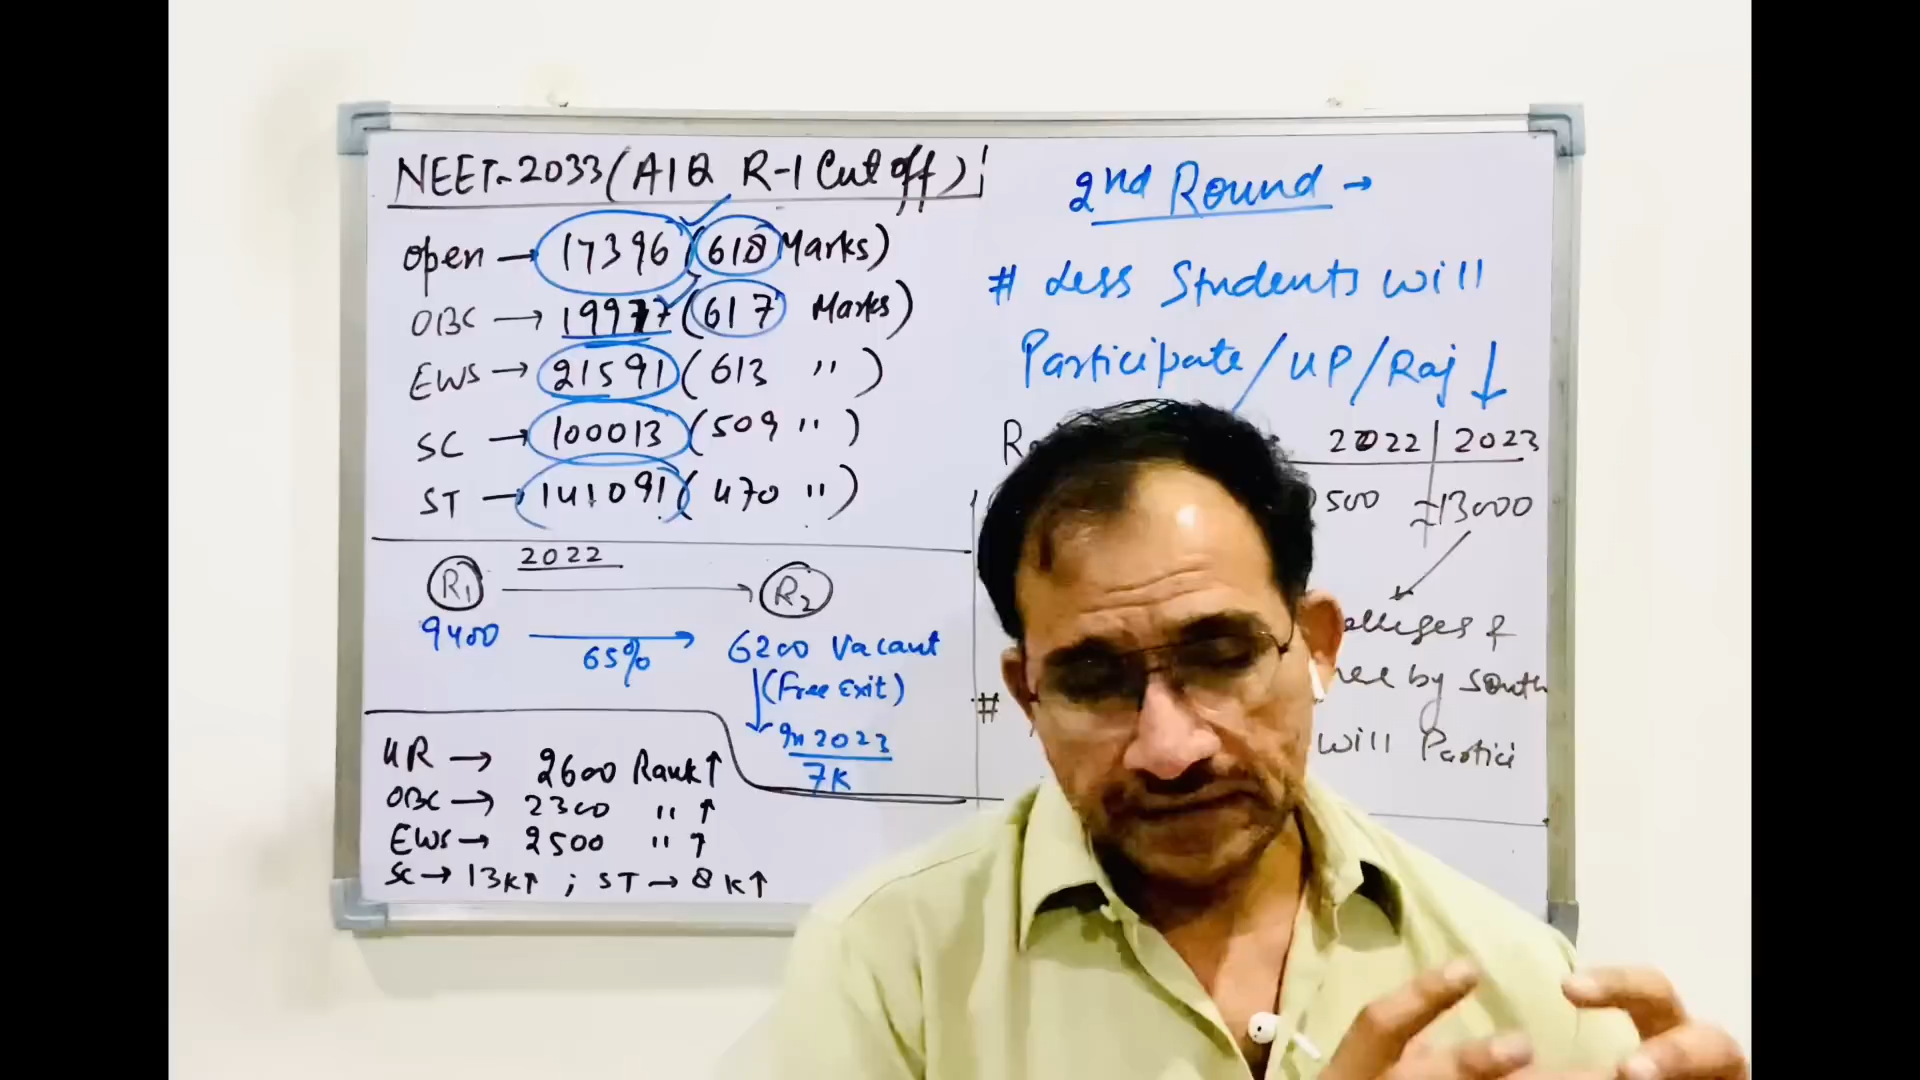 NEET-2033 (AIQ R-1 Cut off)
Open → 17396 (618 Marks)
OBC → 19977 (617 Marks)
EWS → 21591 (613 ")
SC → 100013 (509 ")
ST → 141091 (470 ")
R1 2022 → R2
9400 65% → 6200 Vacant
(Free Exit)
In 2023
7K
UR → 2600 Rank ↑
OBC → 2300 " ↑
EWS → 2500 " ↑
SC → 13K↑ ; ST → 8K↑
2nd Round →
# Less Students will
Participate/UP/Raj ↓
2022 | 2023
500 ≈13000
by South
#
will Partici